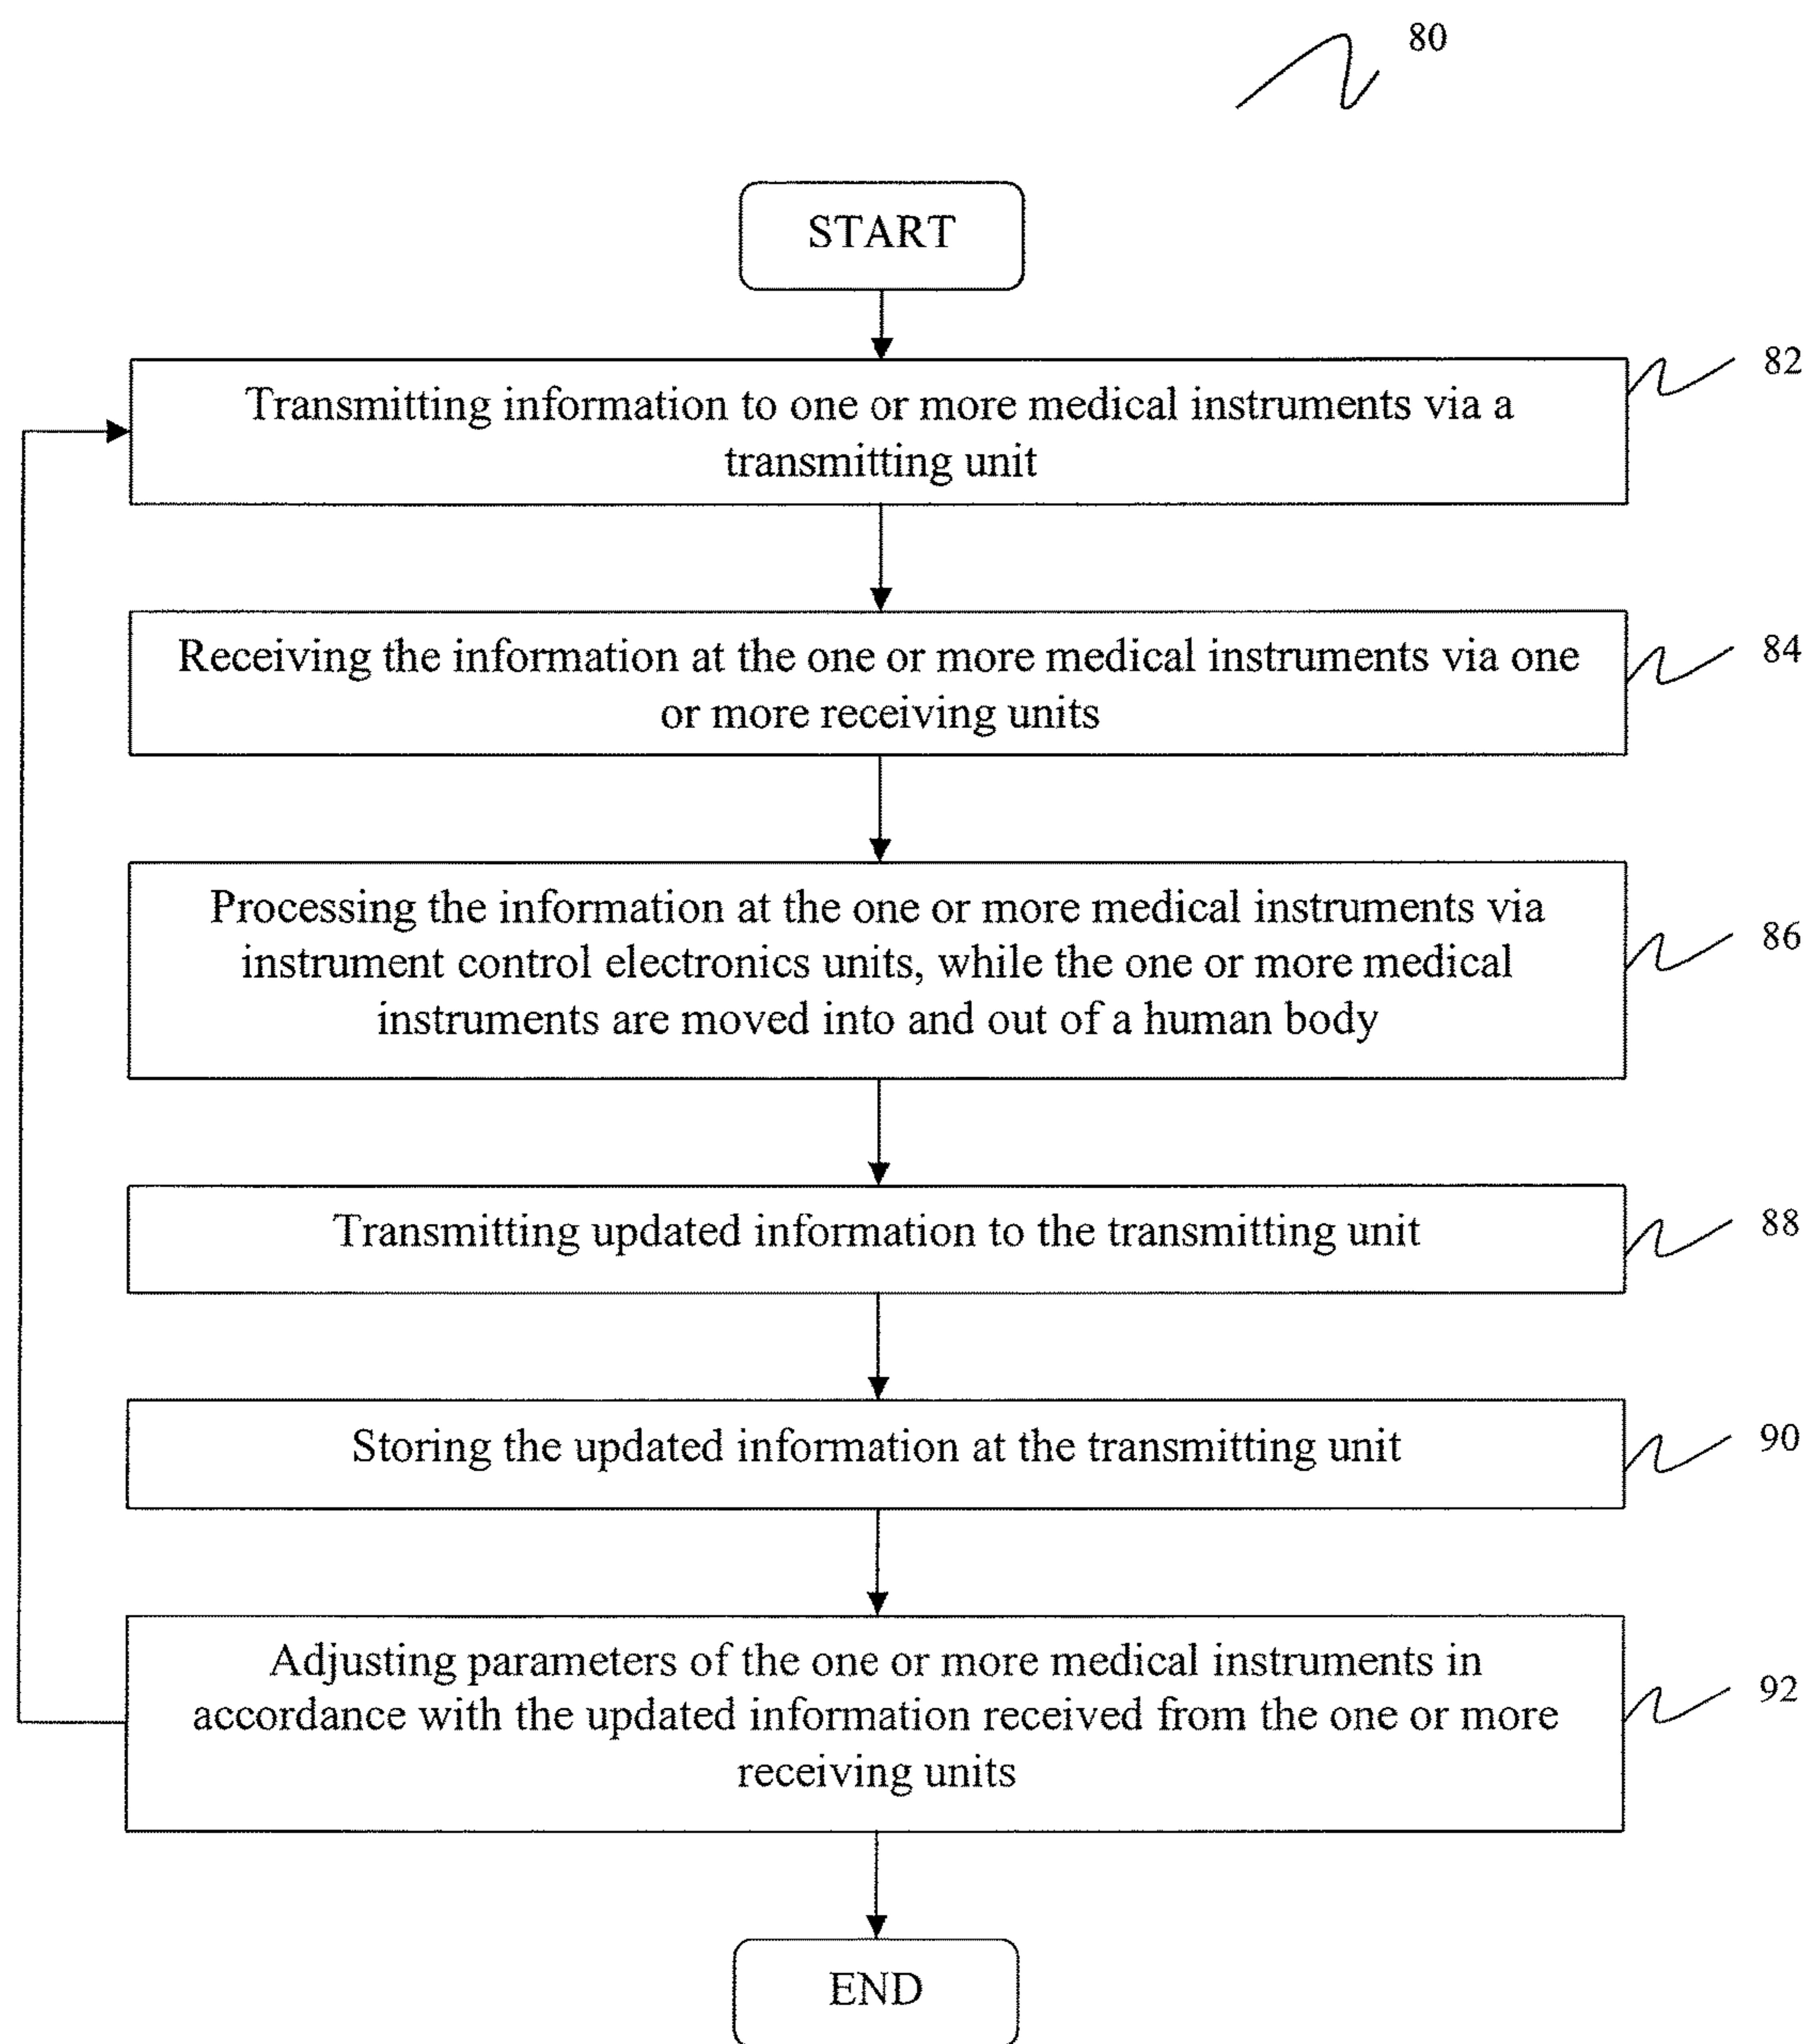 80
START
Transmitting information to one or more medical instruments via a
transmitting unit
82
Receiving the information at the one or more medical instruments via one
or more receiving units
84
Processing the information at the one or more medical instruments via
instrument control electronics units, while the one or more medical
instruments are moved into and out of a human body
86
Transmitting updated information to the transmitting unit
88
Storing the updated information at the transmitting unit
90
Adjusting parameters of the one or more medical instruments in
accordance with the updated information received from the one or more
receiving units
92
END